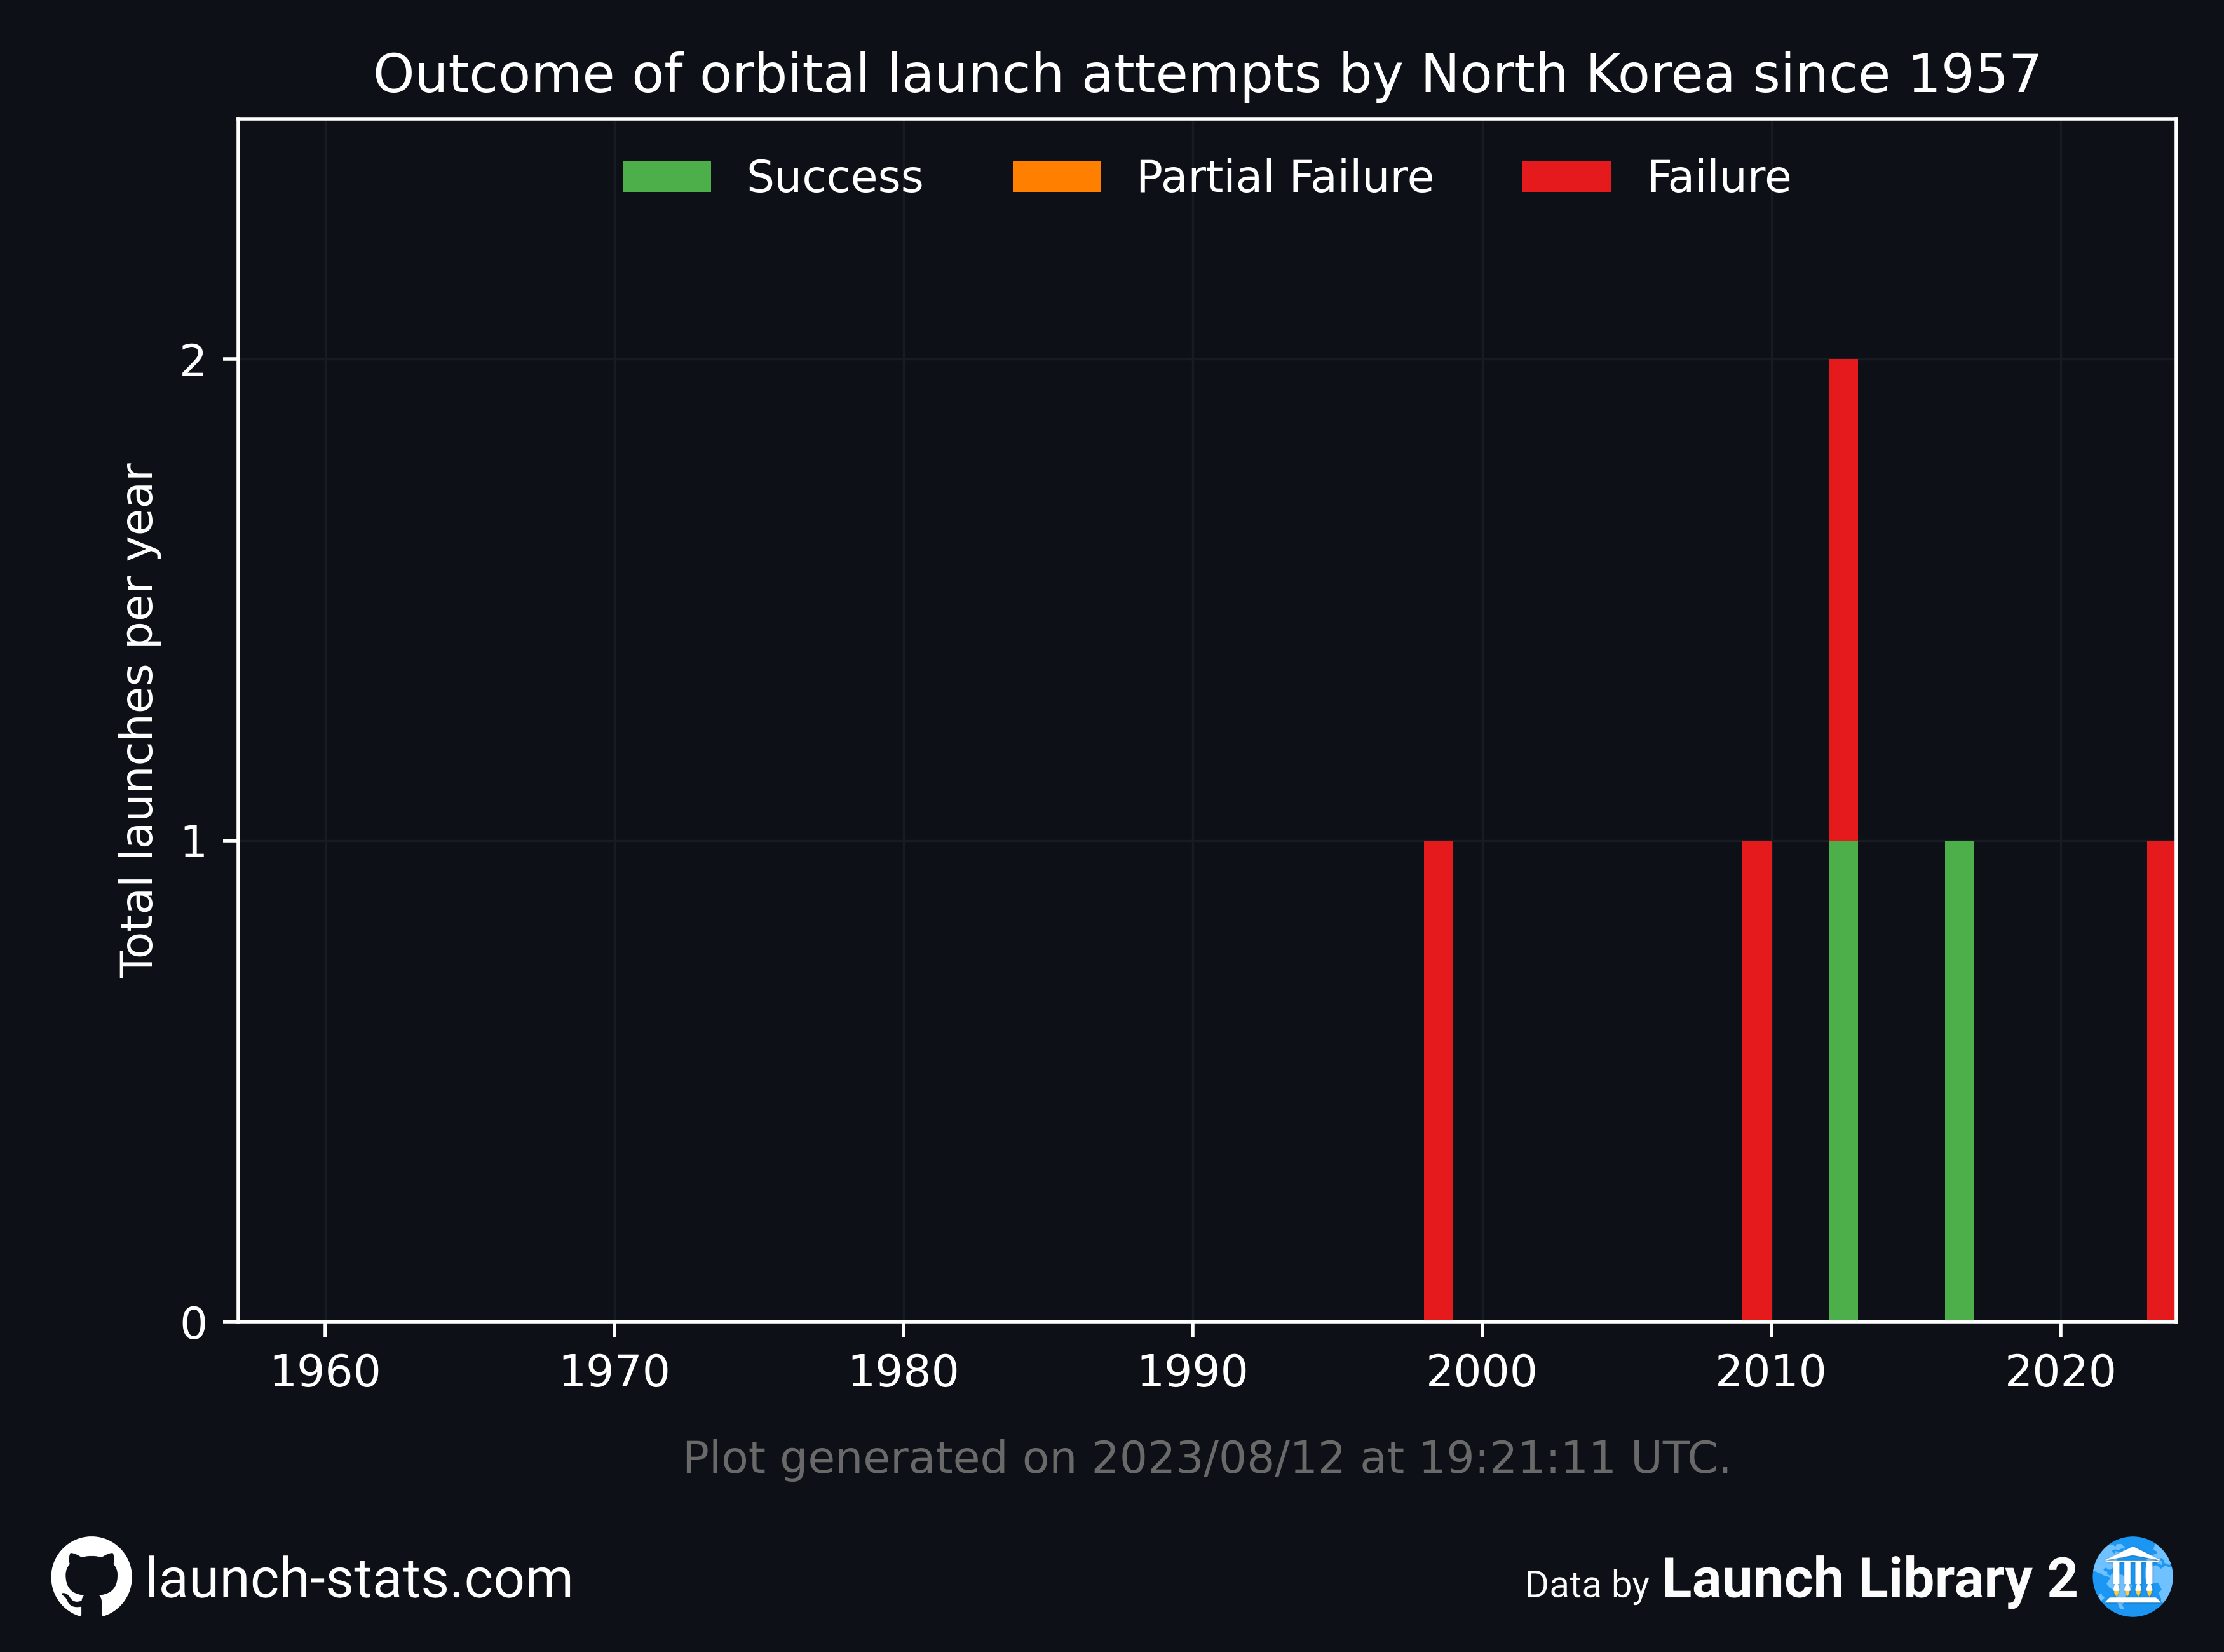 Outcome of orbital launch attempts by North Korea since 1957
Success Partial Failure Failure
Total launches per year
2
1
0
1960 1970 1980 1990 2000 2010 2020
Plot generated on 2023/08/12 at 19:21:11 UTC.
launch-stats.com
Data by Launch Library 2